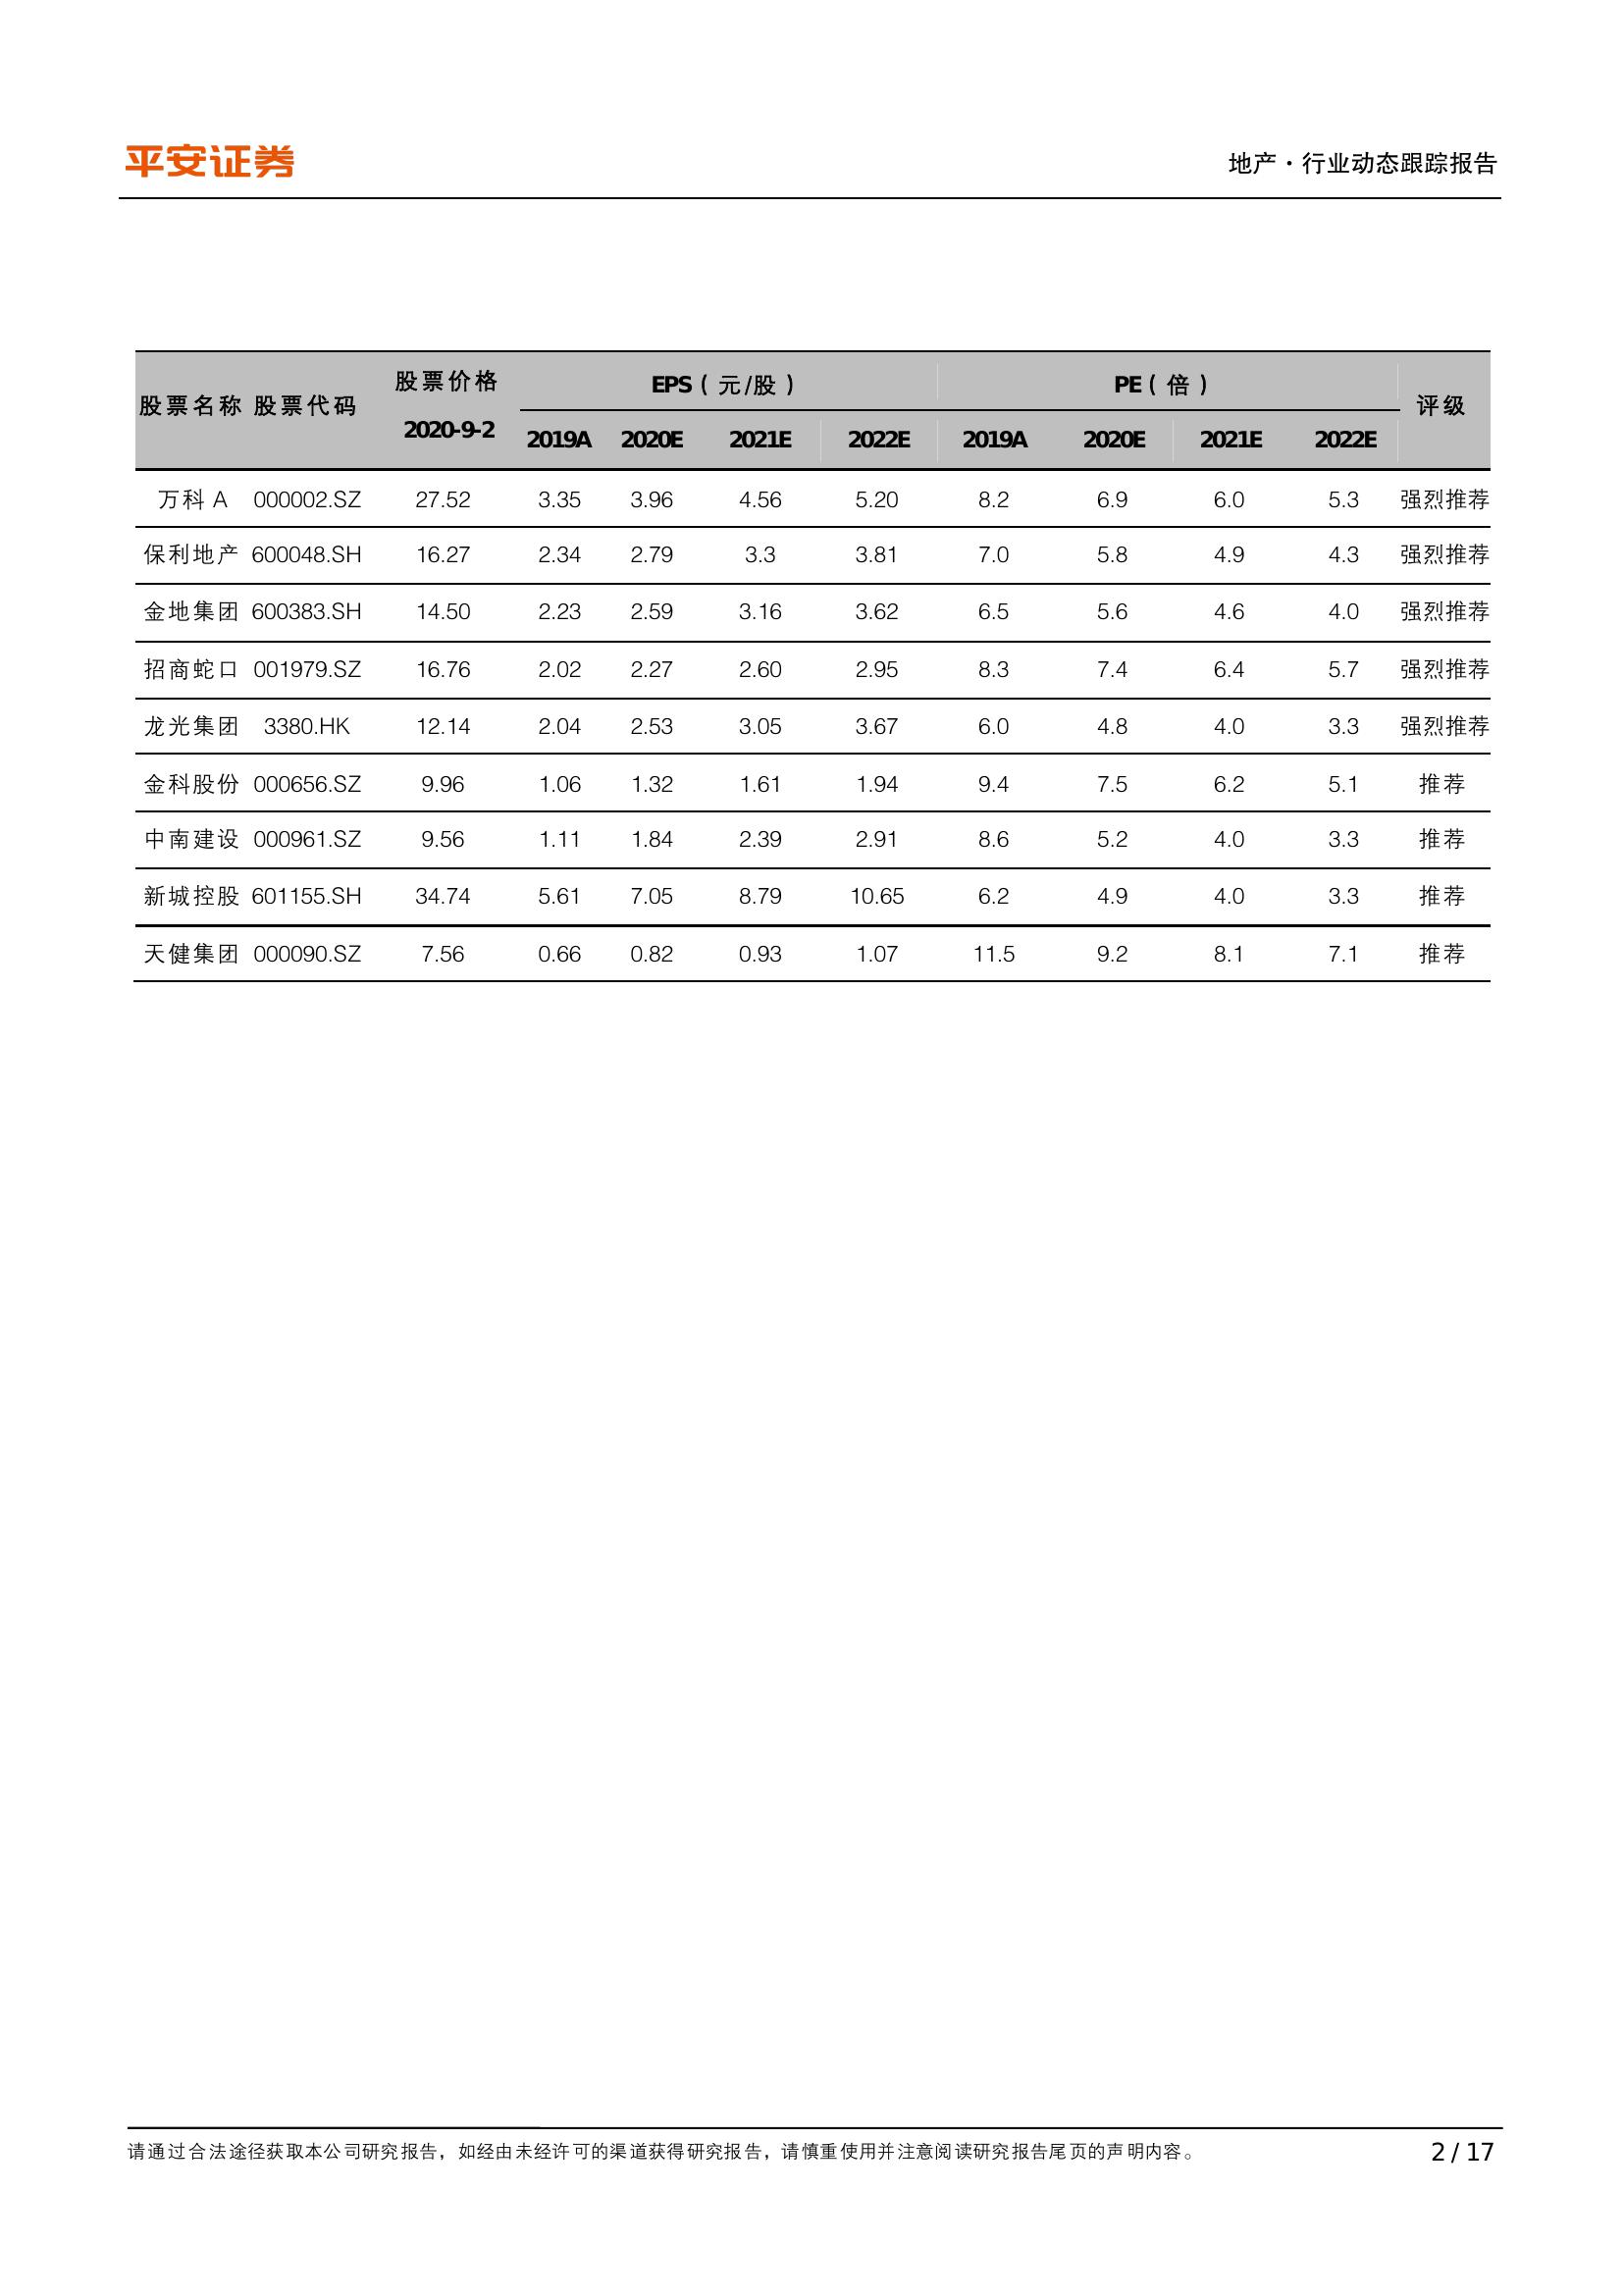 平安证券
地产·行业动态跟踪报告
股票名称 股票代码 股票价格 2020-9-2 EPS(元/股) PE(倍) 评级
2019A 2020E 2021E 2022E 2019A 2020E 2021E 2022E
万科 A 000002.SZ 27.52 3.35 3.96 4.56 5.20 8.2 6.9 6.0 5.3 强烈推荐
保利地产 600048.SH 16.27 2.34 2.79 3.3 3.81 7.0 5.8 4.9 4.3 强烈推荐
金地集团 600383.SH 14.50 2.23 2.59 3.16 3.62 6.5 5.6 4.6 4.0 强烈推荐
招商蛇口 001979.SZ 16.76 2.02 2.27 2.60 2.95 8.3 7.4 6.4 5.7 强烈推荐
龙光集团 3380.HK 12.14 2.04 2.53 3.05 3.67 6.0 4.8 4.0 3.3 强烈推荐
金科股份 000656.SZ 9.96 1.06 1.32 1.61 1.94 9.4 7.5 6.2 5.1 推荐
中南建设 000961.SZ 9.56 1.11 1.84 2.39 2.91 8.6 5.2 4.0 3.3 推荐
新城控股 601155.SH 34.74 5.61 7.05 8.79 10.65 6.2 4.9 4.0 3.3 推荐
天健集团 000090.SZ 7.56 0.66 0.82 0.93 1.07 11.5 9.2 8.1 7.1 推荐
请通过合法途径获取本公司研究报告，如经由未经许可的渠道获得研究报告，请慎重使用并注意阅读研究报告尾页的声明内容。
2 / 17